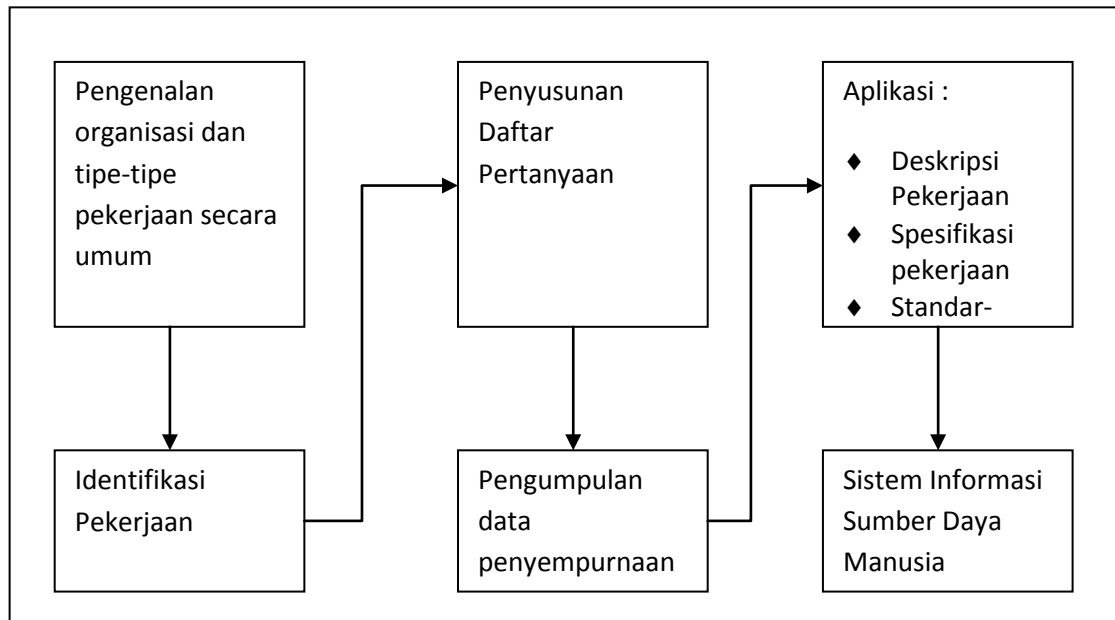 Pengenalan
organisasi dan
tipe-tipe
pekerjaan secara
umum
Identifikasi
Pekerjaan
Penyusunan
Daftar
Pertanyaan
Pengumpulan
data
penyempurnaan
Aplikasi :
♦ Deskripsi
Pekerjaan
♦ Spesifikasi
pekerjaan
♦ Standar-
Sistem Informasi
Sumber Daya
Manusia